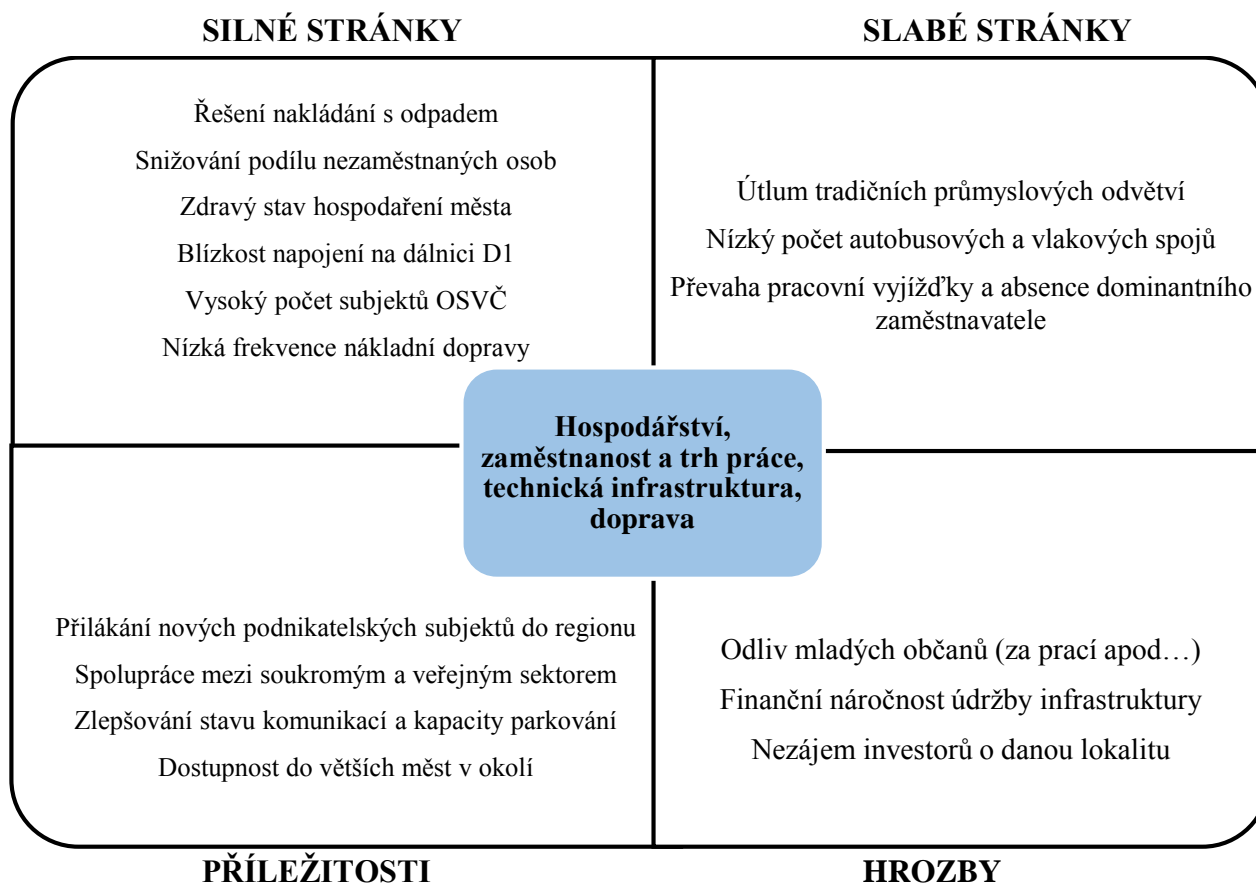 SILNÉ STRÁNKY
SLABÉ STRÁNKY
Řešení nakládání s odpadem
Snižování podílu nezaměstnaných osob
Zdravý stav hospodaření města
Blízkost napojení na dálnici D1
Vysoký počet subjektů OSVČ
Nízká frekvence nákladní dopravy
Útlum tradičních průmyslových odvětví
Nízký počet autobusových a vlakových spojů
Převaha pracovní vyjížďky a absence dominantního
zaměstnavatele
Hospodářství,
zaměstnanost a trh práce,
technická infrastruktura,
doprava
Přilákání nových podnikatelských subjektů do regionu
Spolupráce mezi soukromým a veřejným sektorem
Zlepšování stavu komunikací a kapacity parkování
Dostupnost do větších měst v okolí
Odliv mladých občanů (za prací apod…)
Finanční náročnost údržby infrastruktury
Nezájem investorů o danou lokalitu
PŘÍLEŽITOSTI
HROZBY